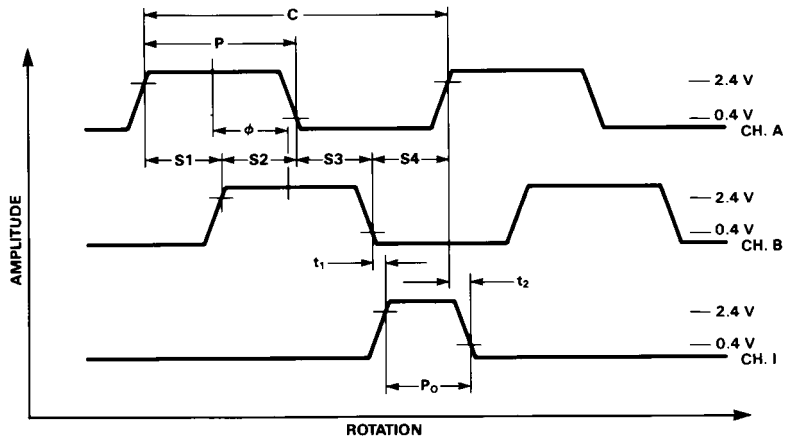 C
P
2.4 V
0.4 V
CH. A
ϕ
S1 S2 S3 S4
2.4 V
0.4 V
CH. B
t₁
t₂
2.4 V
0.4 V
CH. I
P₀
AMPLITUDE
ROTATION